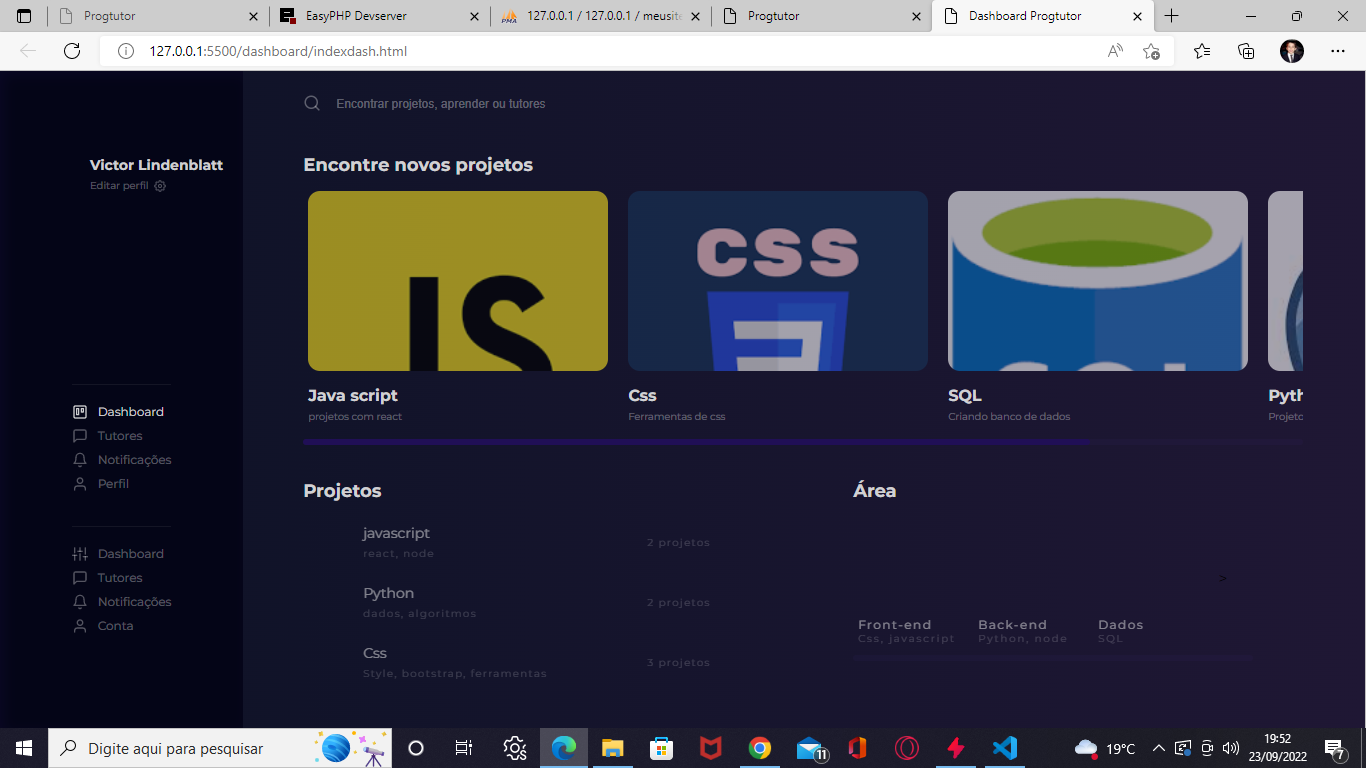 Progtutor
EasyPHP Devserver
127.0.0.1 / 127.0.0.1 / meusite
Progtutor
Dashboard Progtutor
127.0.0.1:5500/dashboard/indexdash.html
Encontrar projetos, aprender ou tutores
Victor Lindenblatt
Editar perfil
Encontre novos projetos
JS
CSS
SQL
Java script
projetos com react
Css
Ferramentas de css
SQL
Criando banco de dados
Dashboard
Tutores
Notificações
Perfil
Dashboard
Tutores
Notificações
Conta
Projetos
javascript
react, node
2 projetos
Python
dados, algoritmos
2 projetos
Css
Style, bootstrap, ferramentas
3 projetos
Área
>
Front-end
Css, javascript
Back-end
Python, node
Dados
SQL
Digite aqui para pesquisar
11
19°C
19:52
23/09/2022
7